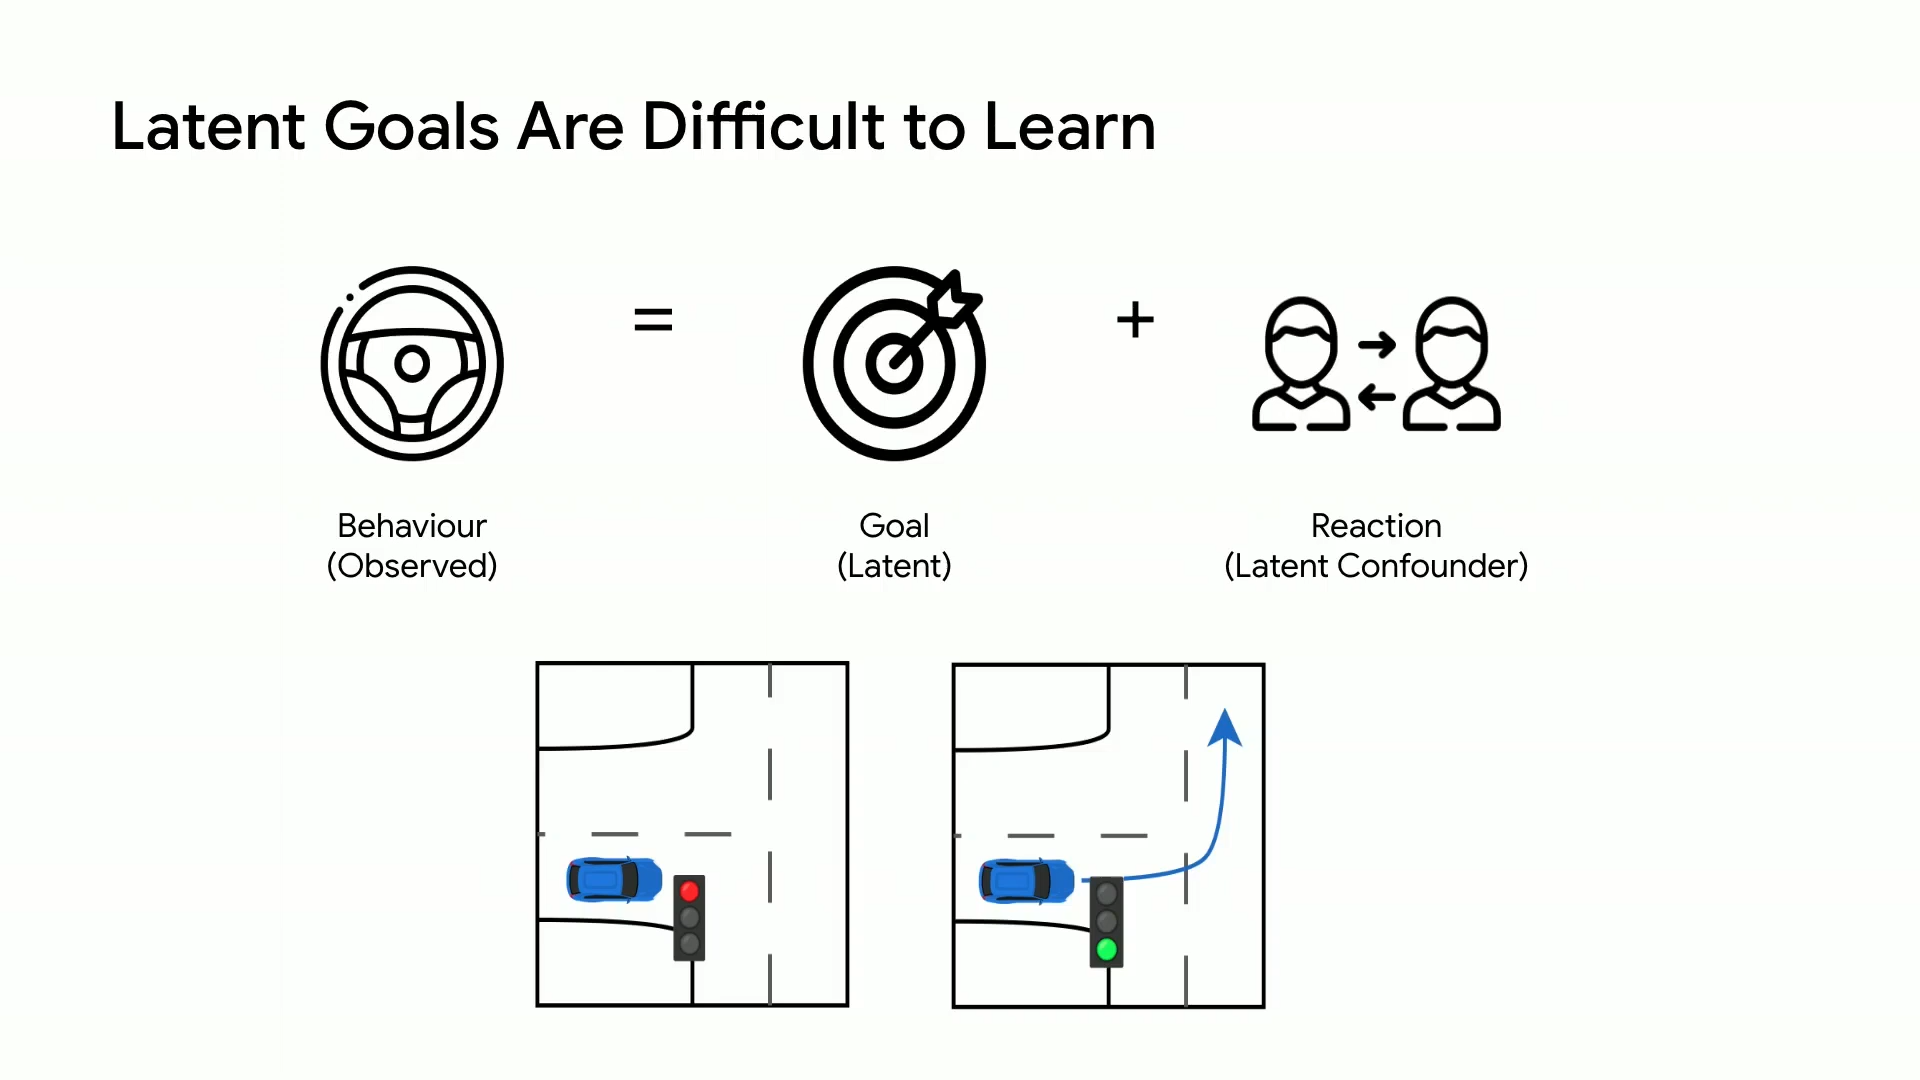 Latent Goals Are Difficult to Learn
=
+
Behaviour
(Observed)
Goal
(Latent)
Reaction
(Latent Confounder)